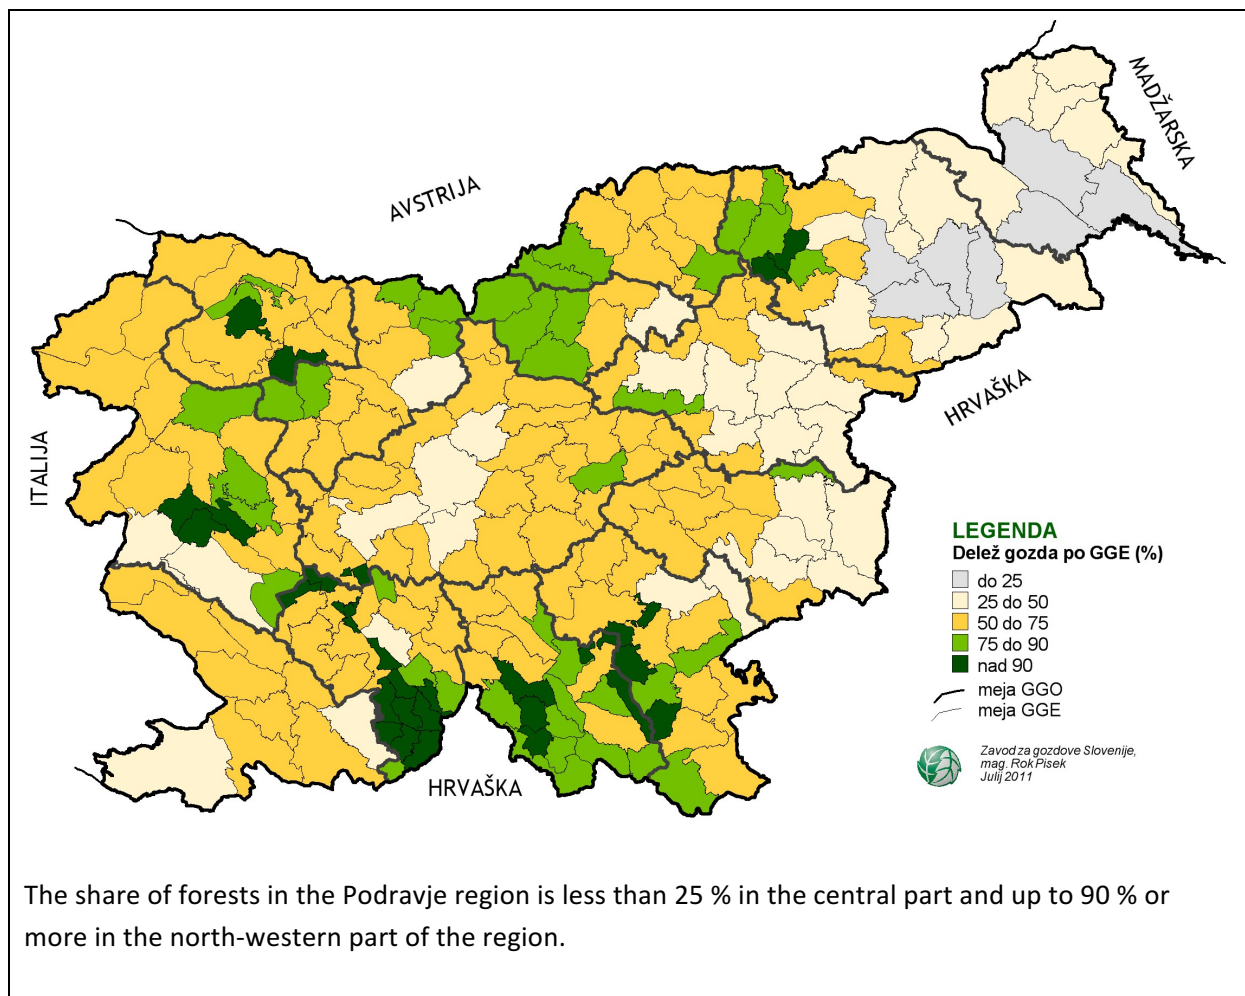 MADŽARSKA
AVSTRIJA
ITALIJA
HRVAŠKA
HRVAŠKA
LEGENDA
Delež gozda po GGE (%)
do 25
25 do 50
50 do 75
75 do 90
nad 90
meja GGO
meja GGE
Zavod za gozdove Slovenije,
mag. Rok Pisek
Julij 2011
The share of forests in the Podravje region is less than 25 % in the central part and up to 90 % or
more in the north-western part of the region.